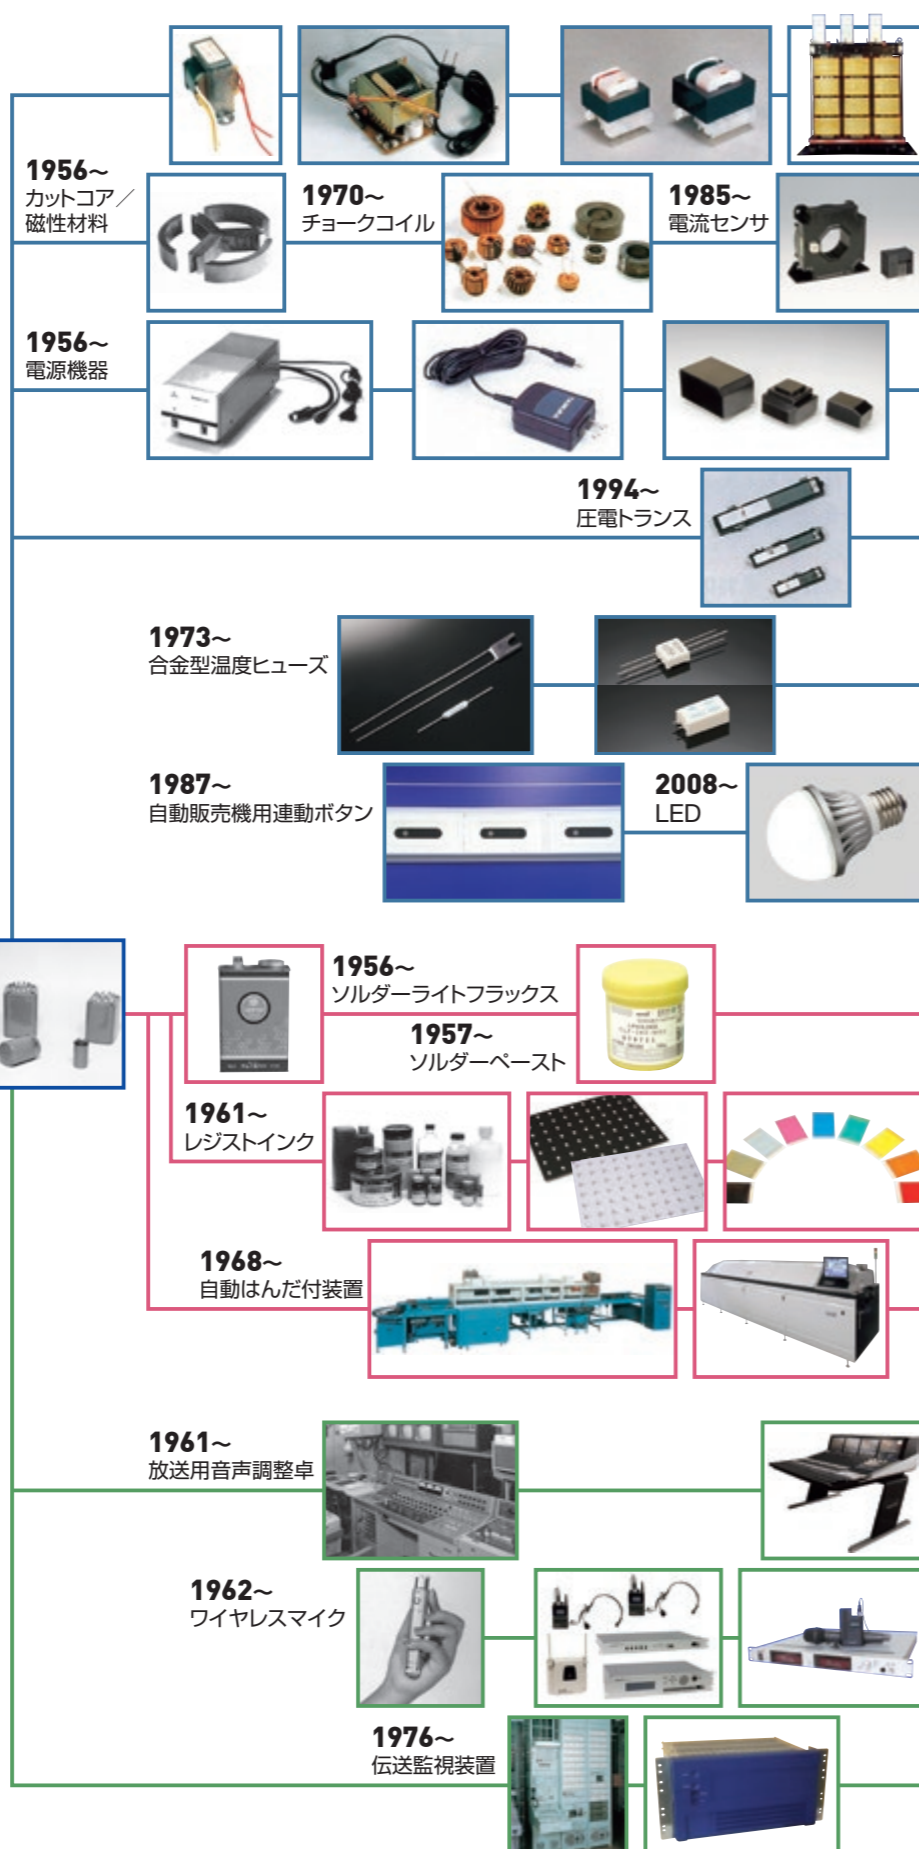 1956～
カットコア／
磁性材料
1970～
チョークコイル
1985～
電流センサ
1956～
電源機器
1994～
圧電トランス
1973～
合金型温度ヒューズ
1987～
自動販売機用連動ボタン
2008～
LED
1956～
ソルダーライトフラックス
1957～
ソルダーペースト
1961～
レジストインク
1968～
自動はんだ付装置
1961～
放送用音声調整卓
1962～
ワイヤレスマイク
1976～
伝送監視装置